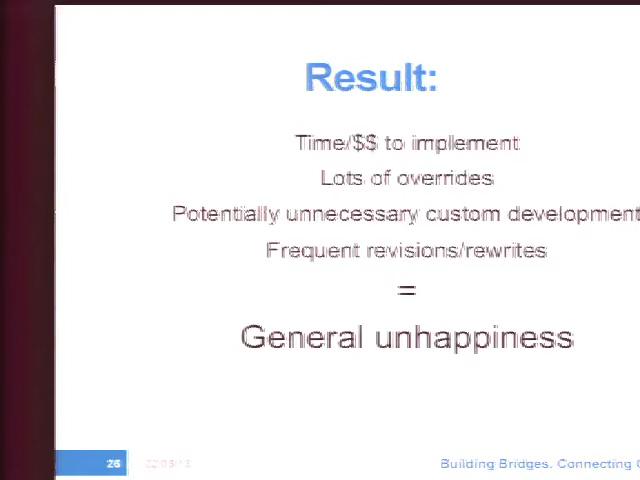 Result:
Time/$$ to implement
Lots of overrides
Potentially unnecessary custom development
Frequent revisions/rewrites
=
General unhappiness
26
Building Bridges. Connecting